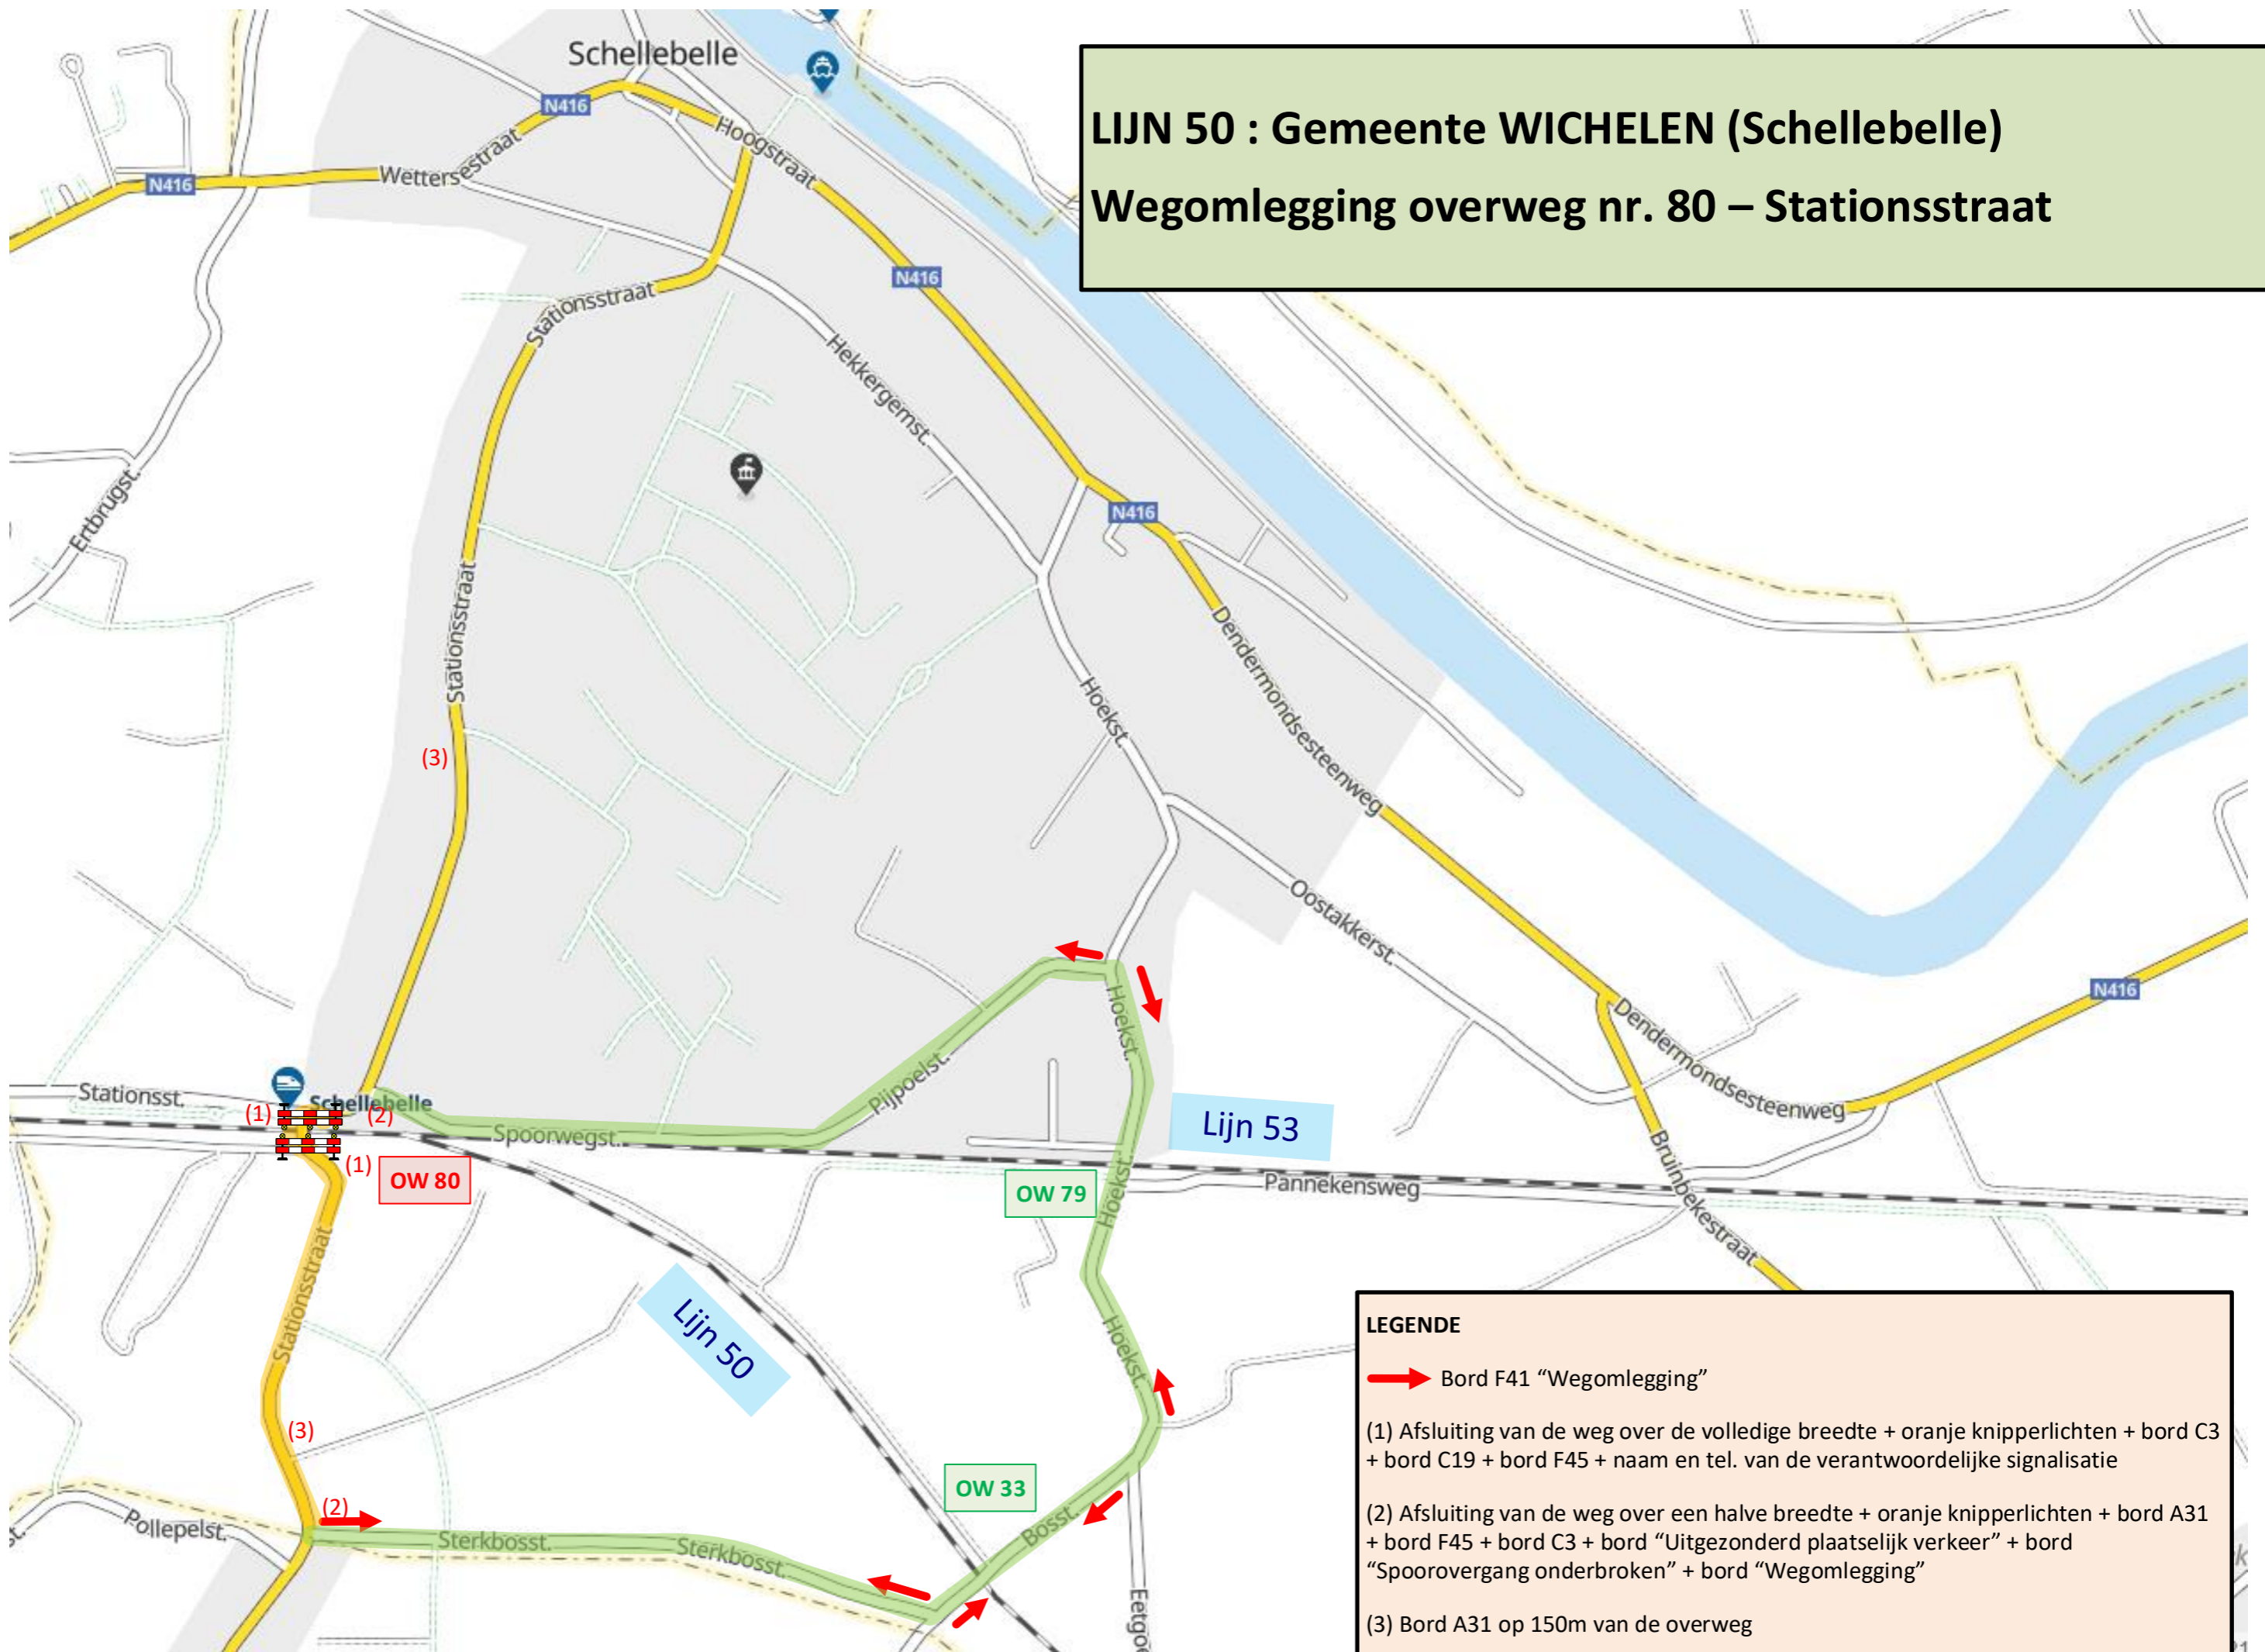 LIJN 50 : Gemeente WICHELEN (Schellebelle)
Wegomlegging overweg nr. 80 – Stationsstraat
Schellebelle
N416
Hoogstraat
Wettersestraat
N416
N416
Stationsstraat
Hekkergemst.
Ertbrugst.
N416
Stationsstraat
Dendermondsesteenweg
Hoekst.
(3)
Oostakkerst.
N416
Hoekst.
Dendermondsesteenweg
Pijpoelst.
Stationsst.
(1)
Schellebelle
(2)
Spoorwegst.
Lijn 53
(1)
OW 80
OW 79
Hoekst.
Pannekensweg
Bruinbekestraat
Stationsstraat
Lijn 50
Hoekst.
(3)
OW 33
(2)
Pollepelst.
Sterkbosst.
Sterkbosst.
Bosst.
Eetgoe
LEGENDE
Bord F41 “Wegomlegging”
(1) Afsluiting van de weg over de volledige breedte + oranje knipperlichten + bord C3
+ bord C19 + bord F45 + naam en tel. van de verantwoordelijke signalisatie
(2) Afsluiting van de weg over een halve breedte + oranje knipperlichten + bord A31
+ bord F45 + bord C3 + bord “Uitgezonderd plaatselijk verkeer” + bord
“Spoorovergang onderbroken” + bord “Wegomlegging”
(3) Bord A31 op 150m van de overweg